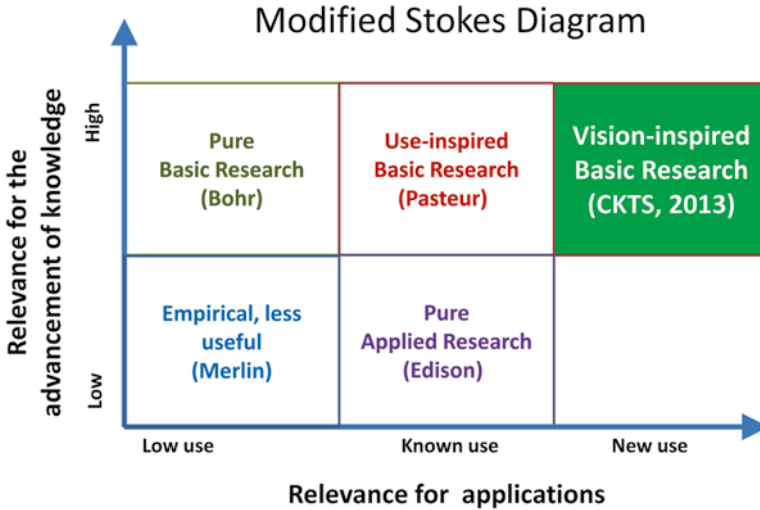 Modified Stokes Diagram
Relevance for the
advancement of knowledge
High
Low
Pure
Basic Research
(Bohr)
Use-inspired
Basic Research
(Pasteur)
Vision-inspired
Basic Research
(CKTS, 2013)
Empirical, less
useful
(Merlin)
Pure
Applied Research
(Edison)
Low use
Known use
New use
Relevance for applications